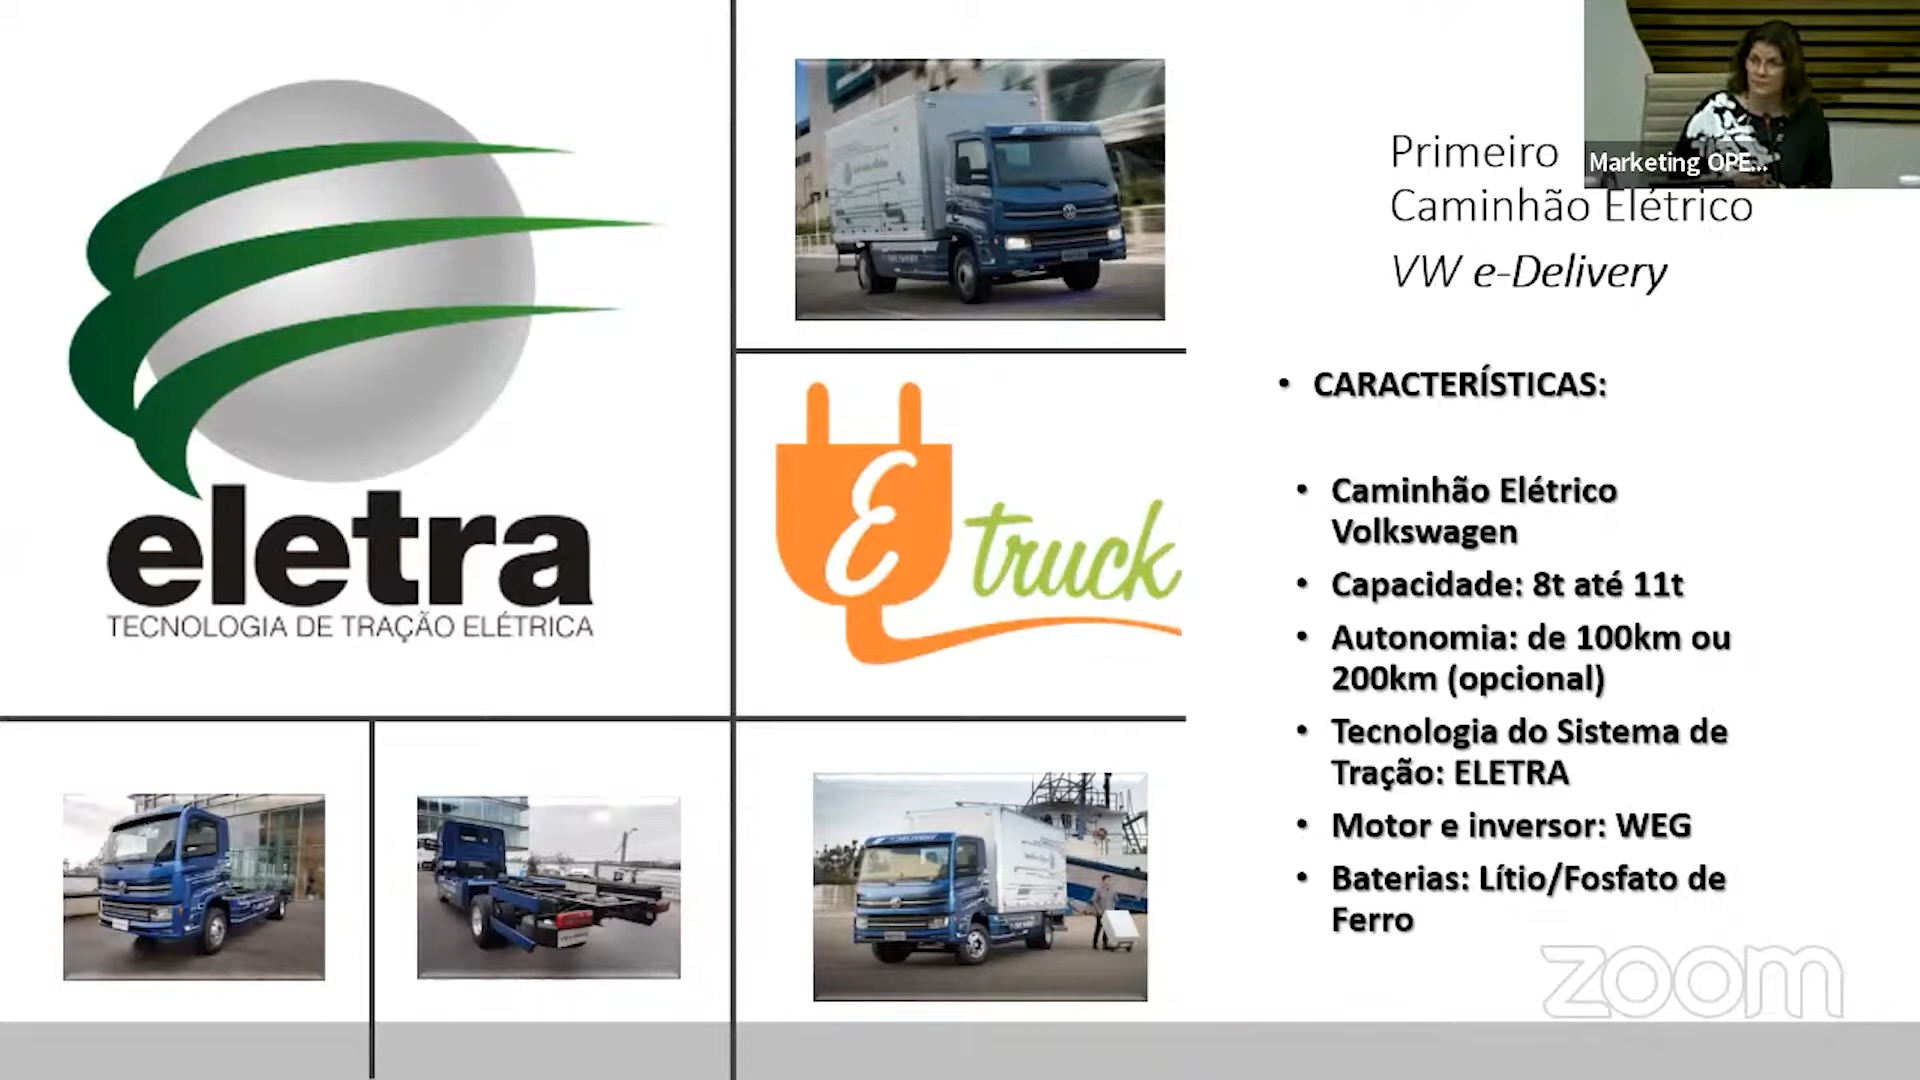 eletra
TECNOLOGIA DE TRAÇÃO ELÉTRICA
E truck
Marketing OPE...
Primeiro
Caminhão Elétrico
VW e-Delivery
• CARACTERÍSTICAS:
• Caminhão Elétrico
Volkswagen
• Capacidade: 8t até 11t
• Autonomia: de 100km ou
200km (opcional)
• Tecnologia do Sistema de
Tração: ELETRA
• Motor e inversor: WEG
• Baterias: Lítio/Fosfato de
Ferro
zoom